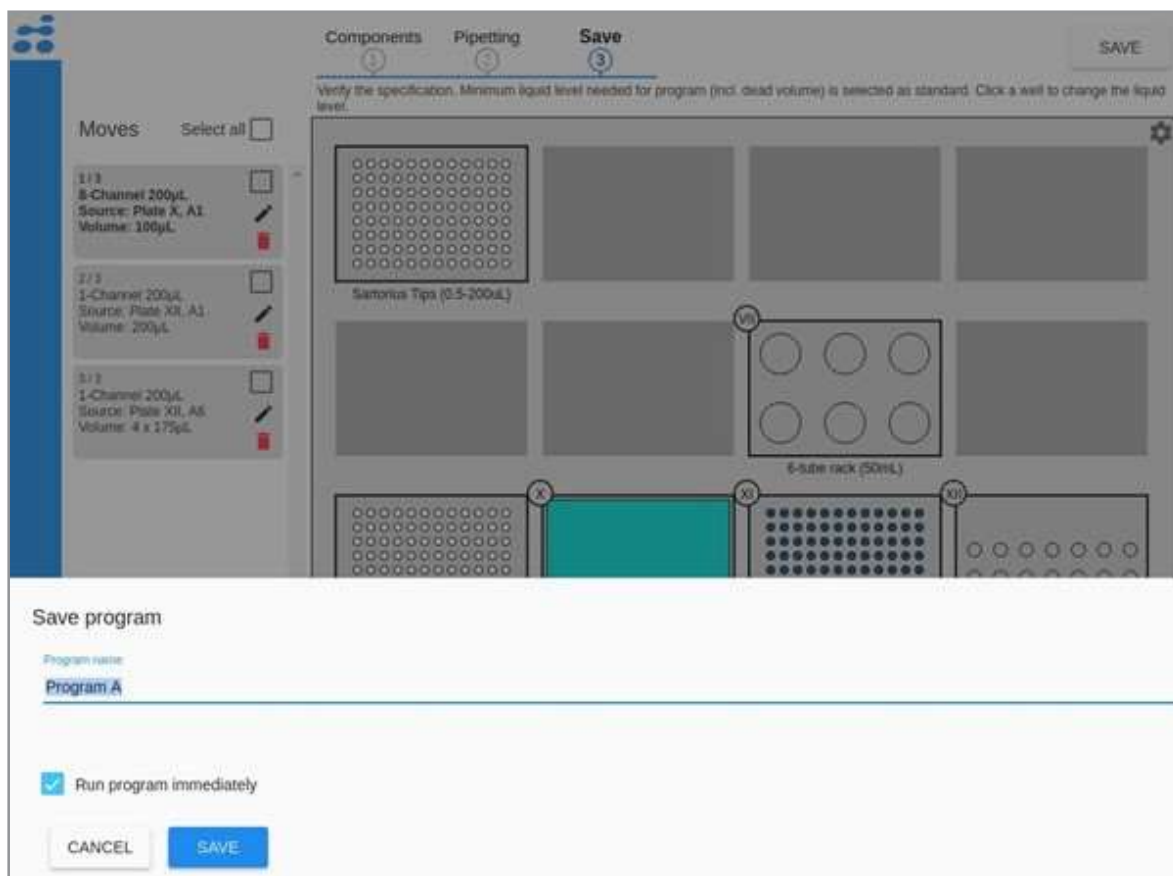 Components
Pipetting
Save
1
2
3
SAVE
Verify the specification. Minimum liquid level needed for program (incl. dead volume) is selected as standard. Click a well to change the liquid
level.
Moves
Select all
1 / 3
8-Channel 200µL
Source: Plate X, A1
Volume: 100µL
2 / 3
1-Channel 200µL
Source: Plate XII, A1
Volume: 200µL
3 / 3
1-Channel 200µL
Source: Plate XII, A6
Volume: 4 x 175µL
Sartorius Tips (0.5-200uL)
VII
6-tube rack (50mL)
X
XI
XII
Save program
Program name
Program A
Run program immediately
CANCEL
SAVE